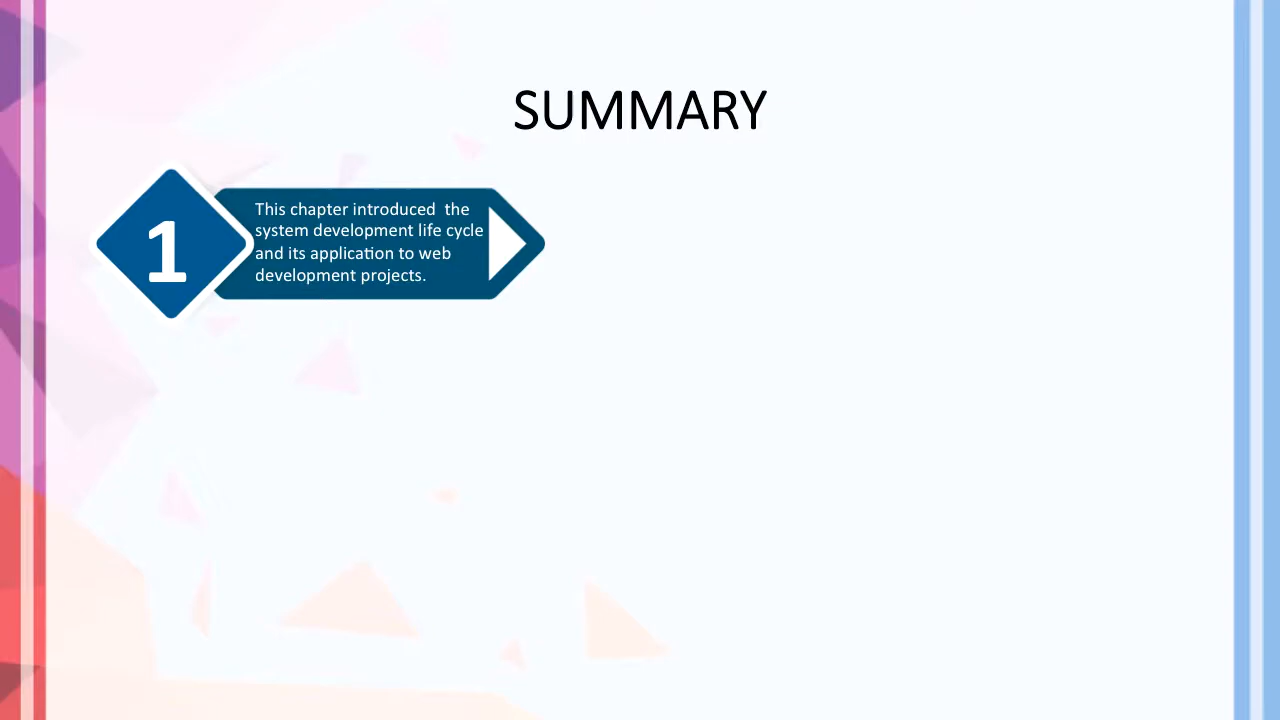 SUMMARY
1
This chapter introduced  the
system development life cycle
and its application to web
development projects.